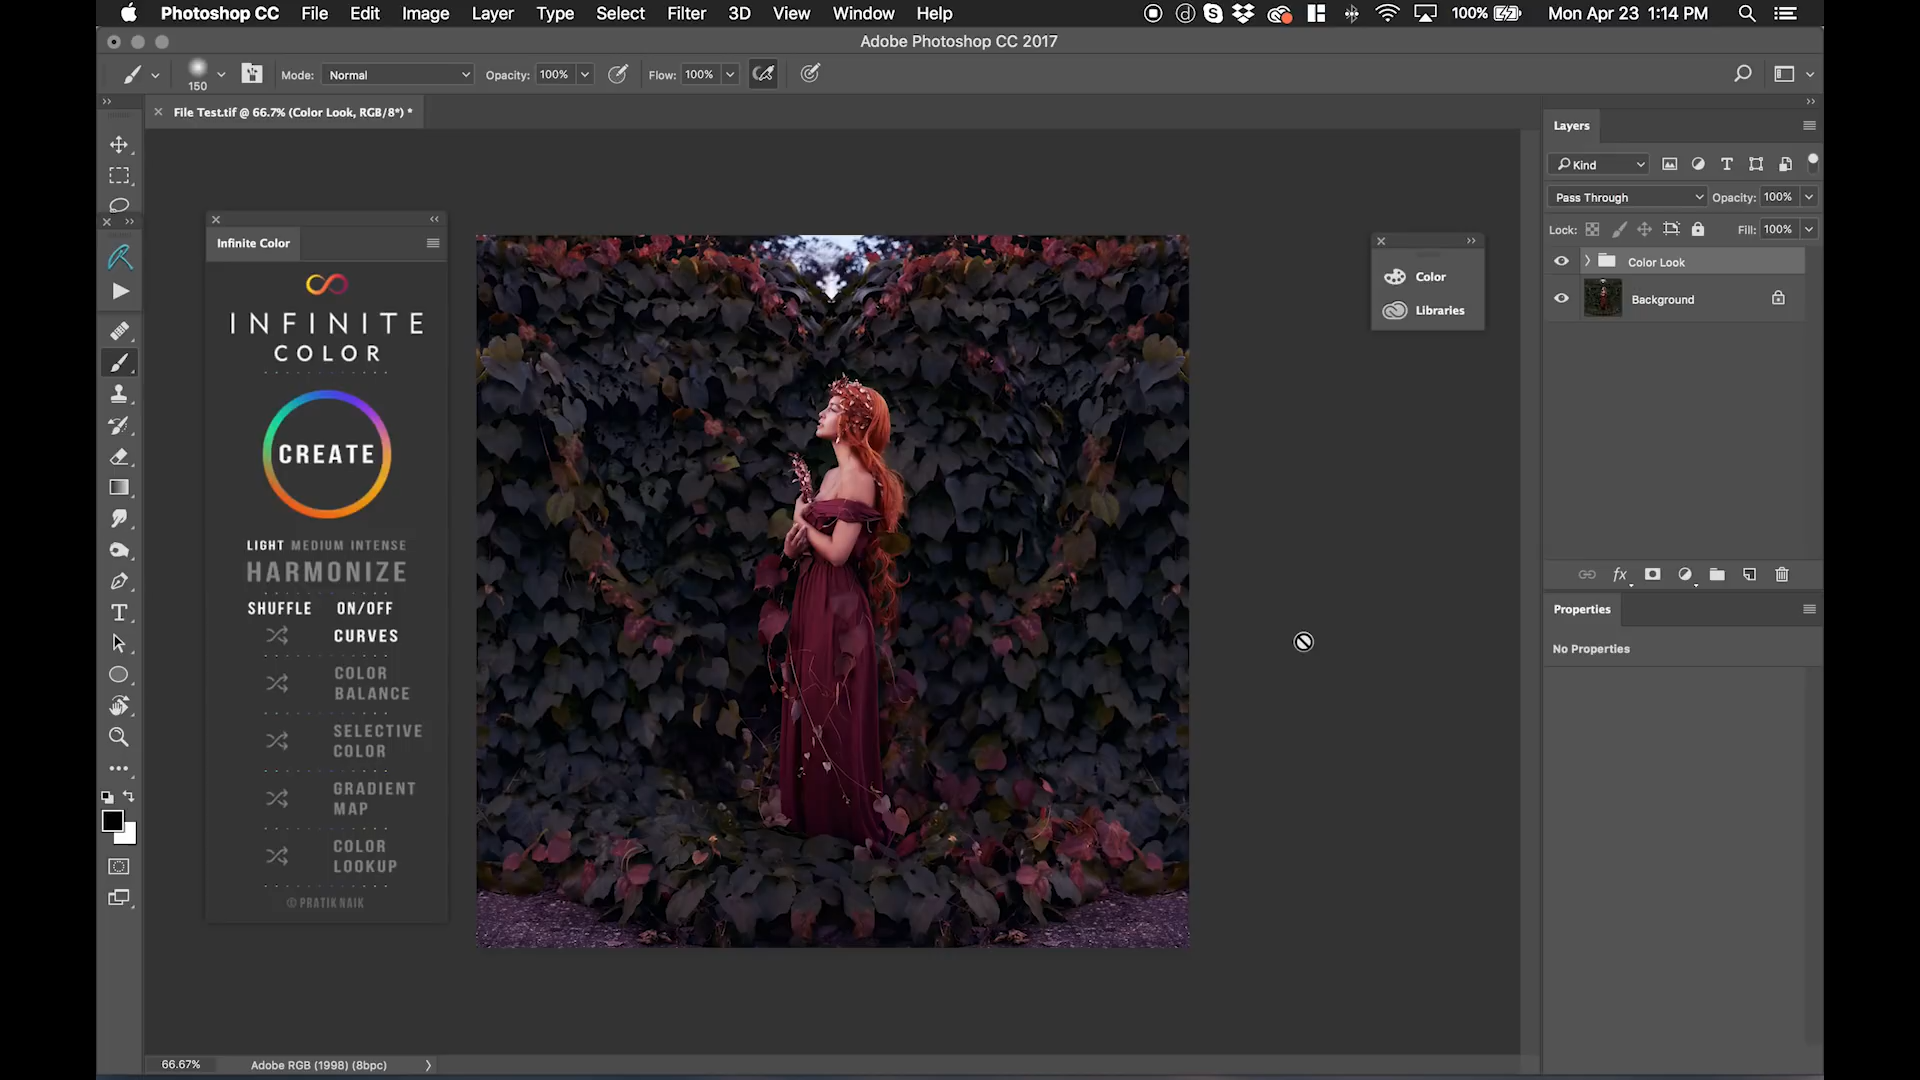 Photoshop CC File Edit Image Layer Type Select Filter 3D View Window Help 100% Mon Apr 23 1:14 PM
Adobe Photoshop CC 2017
150 Mode: Normal Opacity: 100% Flow: 100%
File Test.tif @ 66.7% (Color Look, RGB/8*) *
Infinite Color
INFINITE
COLOR
CREATE
LIGHT MEDIUM INTENSE
HARMONIZE
SHUFFLE ON/OFF
CURVES
COLOR
BALANCE
SELECTIVE
COLOR
GRADIENT
MAP
COLOR
LOOKUP
© PRATIK NAIK
Color
Libraries
Layers
Kind
Pass Through Opacity: 100%
Lock: Fill: 100%
Color Look
Background
fx
Properties
No Properties
66.67% Adobe RGB (1998) (8bpc)